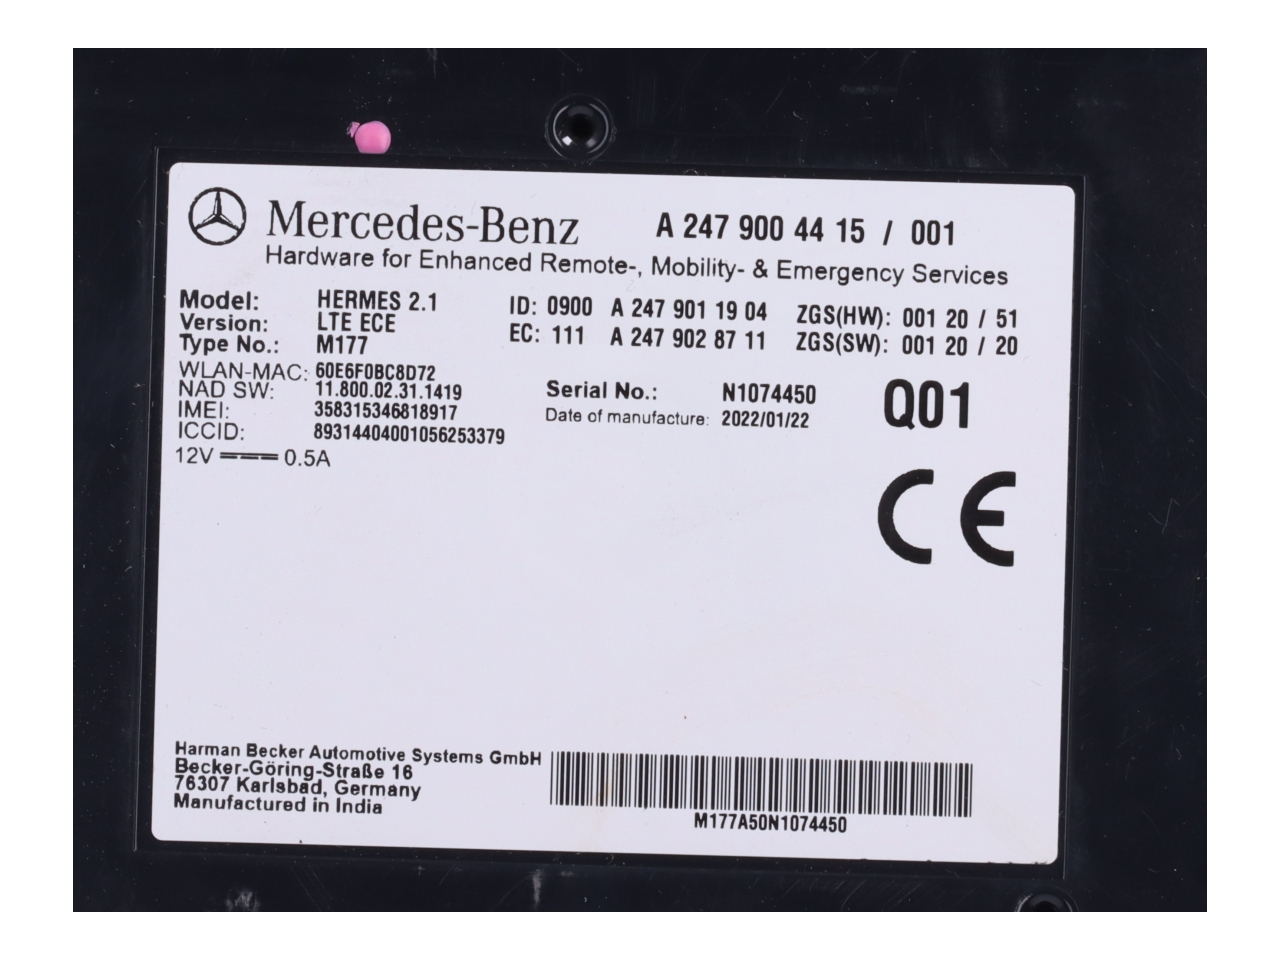 Mercedes-Benz A 247 900 44 15 / 001
Hardware for Enhanced Remote-, Mobility- & Emergency Services
Model: HERMES 2.1 ID: 0900 A 247 901 19 04 ZGS(HW): 001 20 / 51
Version: LTE ECE EC: 111 A 247 902 87 11 ZGS(SW): 001 20 / 20
Type No.: M177
WLAN-MAC: 60E6F0BC8D72
NAD SW: 11.800.02.31.1419 Serial No.: N1074450 Q01
IMEI: 358315346818917 Date of manufacture: 2022/01/22
ICCID: 89314404001056253379
12V 0.5A
CE
Harman Becker Automotive Systems GmbH
Becker-Göring-Straße 16
76307 Karlsbad, Germany
Manufactured in India
M177A50N1074450